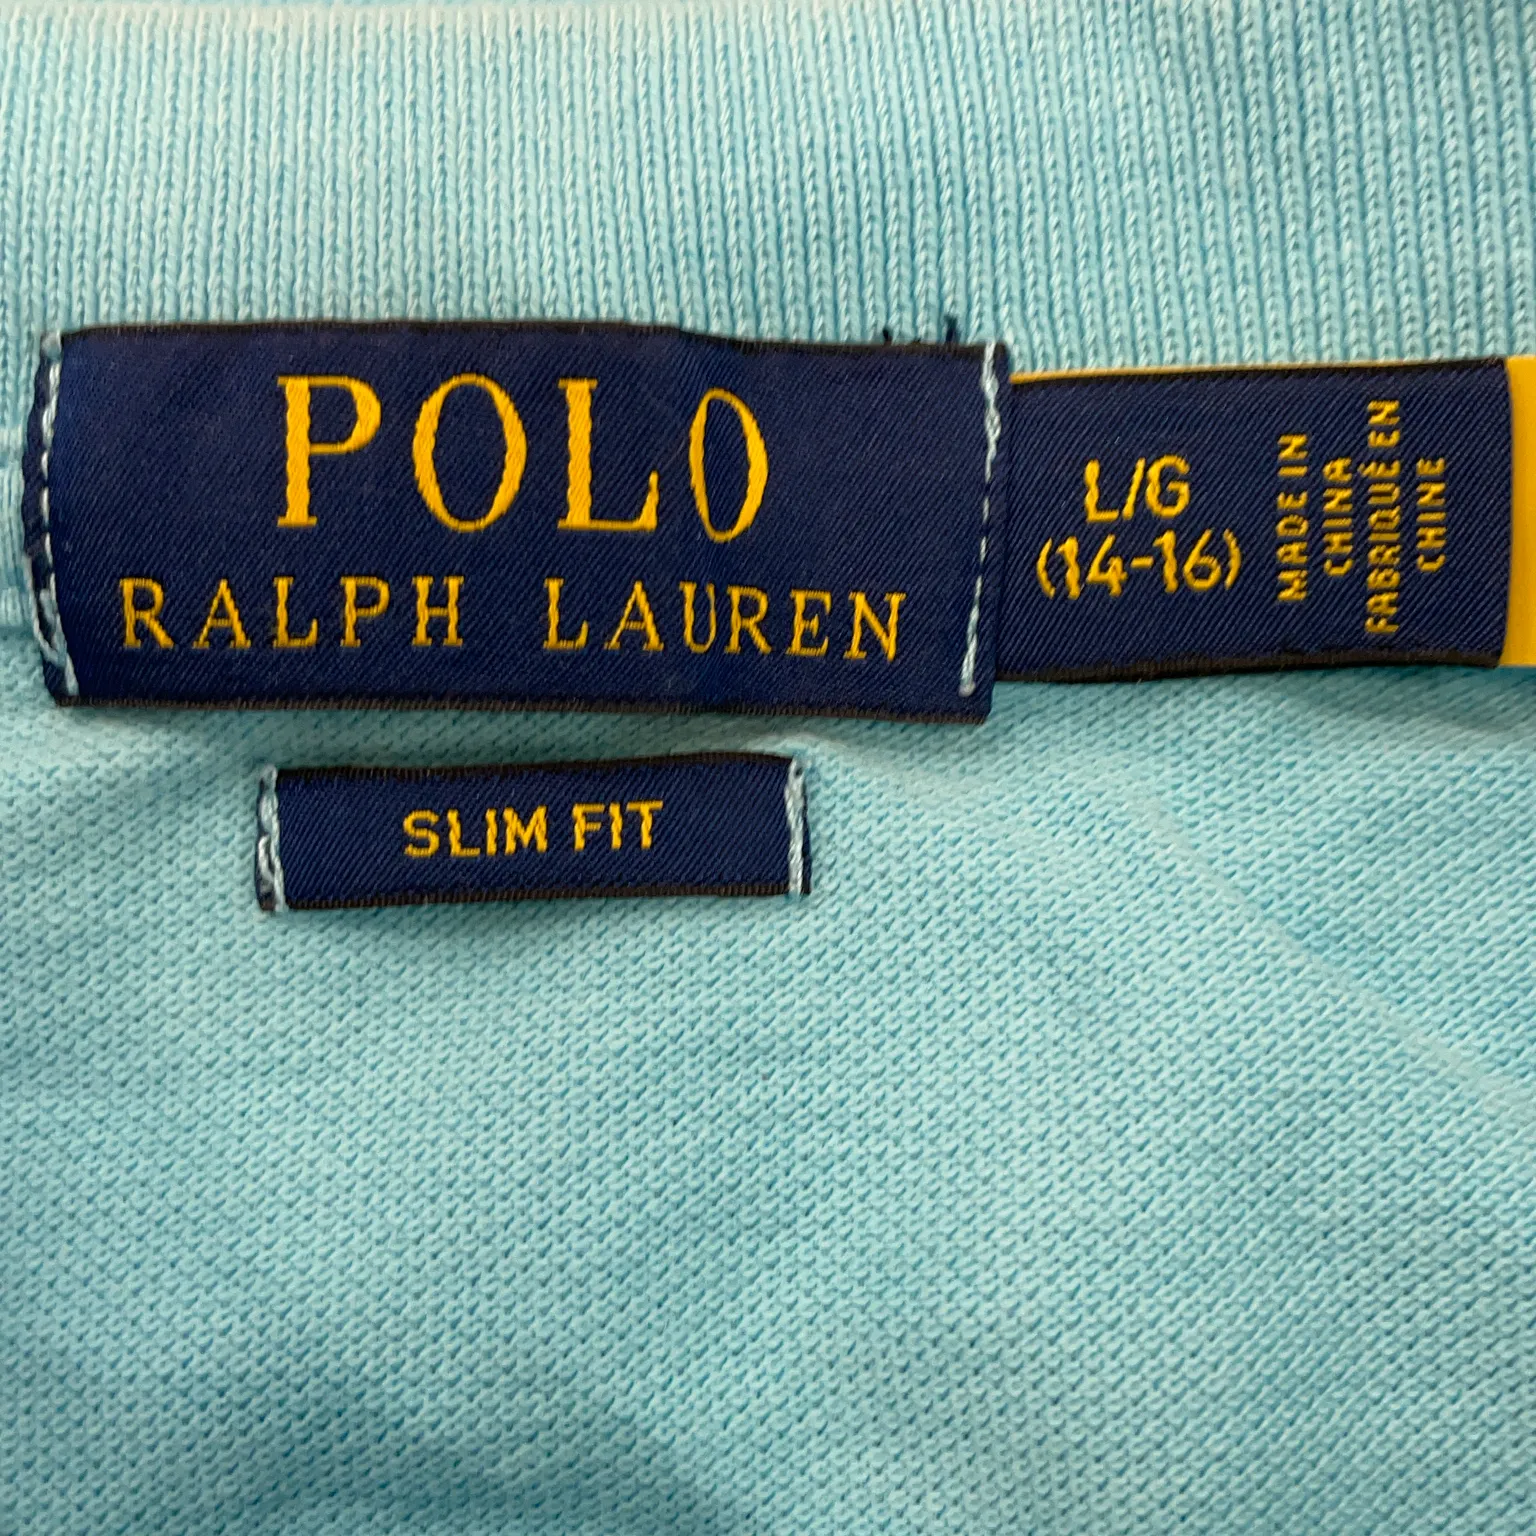 POLO
RALPH LAUREN
L/G
(14-16)
MADE IN
CHINA
FABRIQUÉ EN
CHINE
SLIM FIT